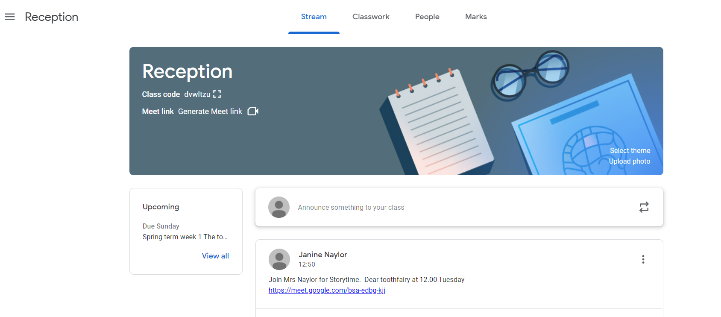 Reception
Stream Classwork People Marks
Reception
Class code dvwltzu
Meet link Generate Meet link
Select theme
Upload photo
Upcoming
Due Sunday
Spring term week 1 The to...
View all
Announce something to your class
Janine Naylor
12:50
Join Mrs Naylor for Storytime. Dear toothfairy at 12.00 Tuesday
https://meet.google.com/bsa-edbg-kij